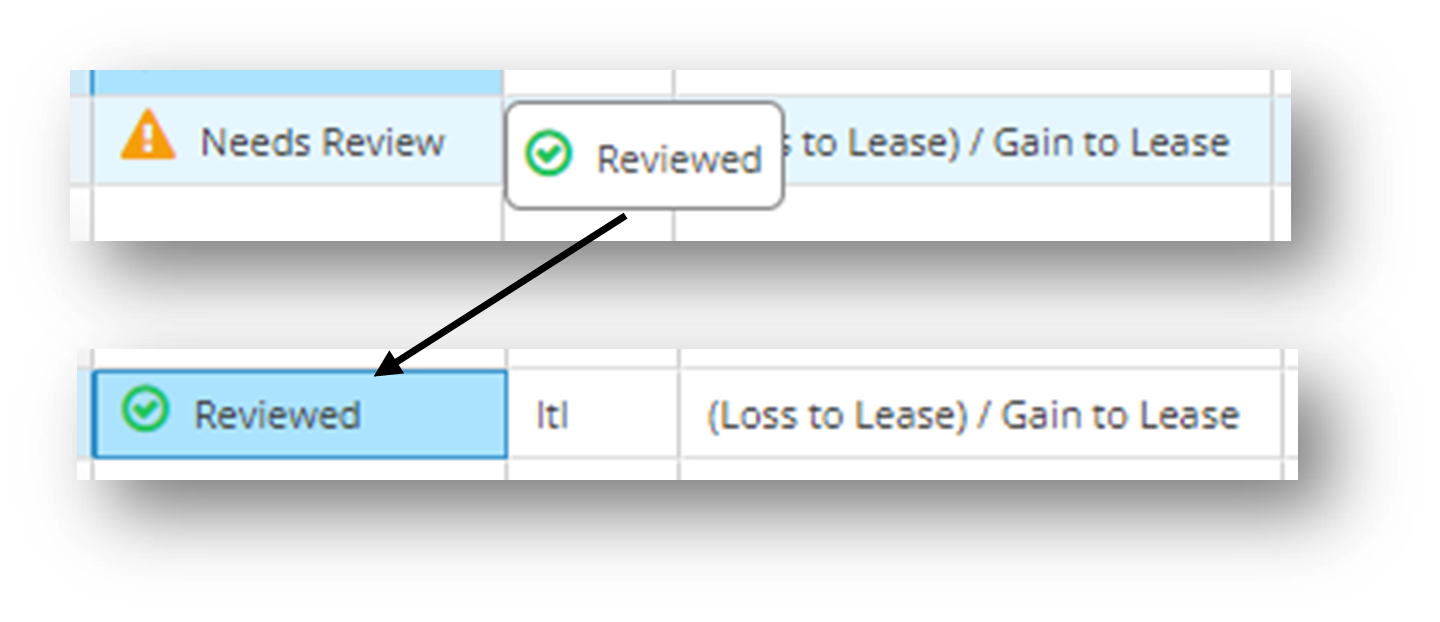 Needs Review
Reviewed
s to Lease) / Gain to Lease
Reviewed
ltl
(Loss to Lease) / Gain to Lease